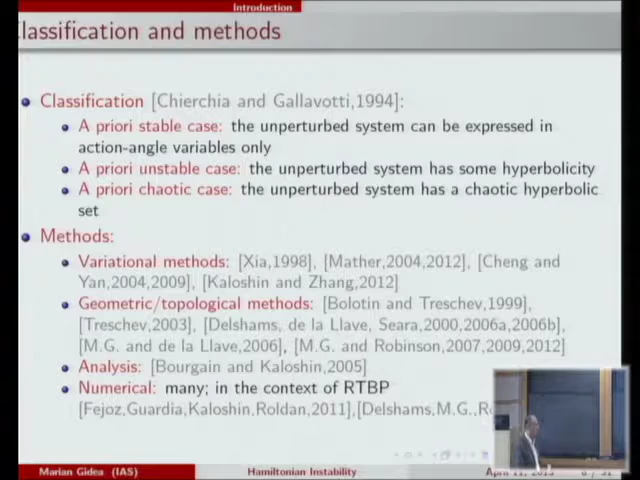 Introduction
lassification and methods
Classification [Chierchia and Gallavotti,1994]:
A priori stable case: the unperturbed system can be expressed in
action-angle variables only
A priori unstable case: the unperturbed system has some hyperbolicity
A priori chaotic case: the unperturbed system has a chaotic hyperbolic
set
Methods:
Variational methods: [Xia,1998], [Mather,2004,2012], [Cheng and
Yan,2004,2009], [Kaloshin and Zhang,2012]
Geometric/topological methods: [Bolotin and Treschev,1999],
[Treschev,2003], [Delshams, de la Llave, Seara,2000,2006a,2006b],
[M.G. and de la Llave,2006], [M.G. and Robinson,2007,2009,2012]
Analysis: [Bourgain and Kaloshin,2005]
Numerical: many; in the context of RTBP
[Fejoz,Guardia,Kaloshin,Roldan,2011],[Delshams,M.G.,Ro
Marian Gidea (IAS)
Hamiltonian Instability
April 11, 2013